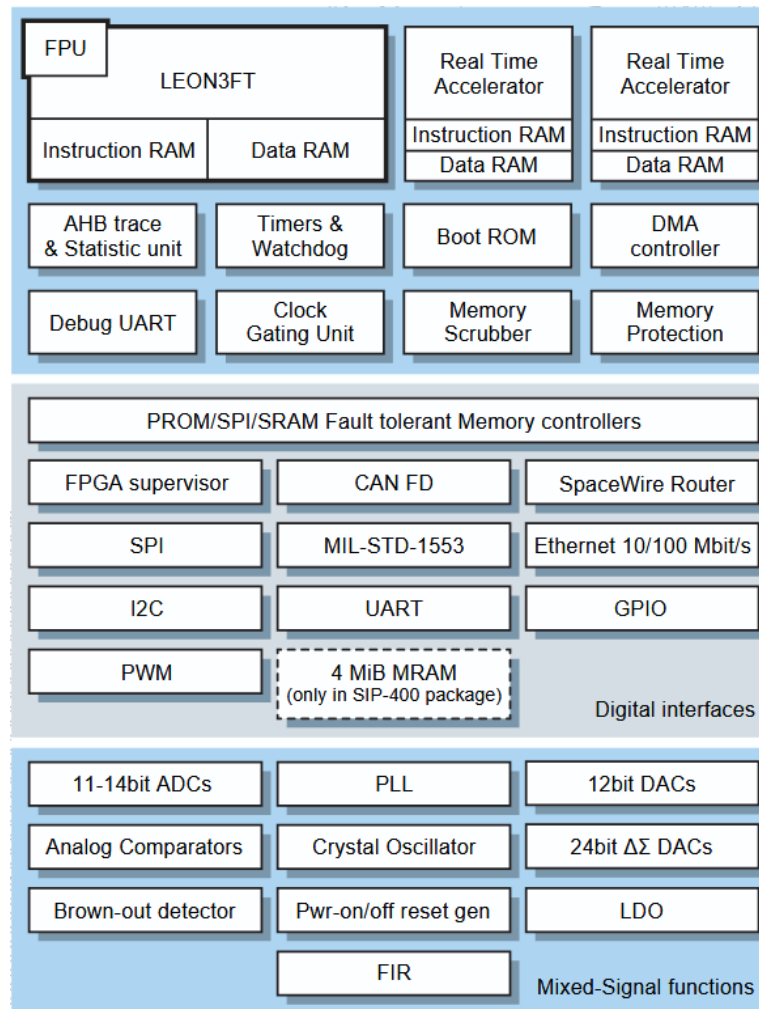 FPU
LEON3FT
Instruction RAM
Data RAM
Real Time
Accelerator
Instruction RAM
Data RAM
Real Time
Accelerator
Instruction RAM
Data RAM
AHB trace
& Statistic unit
Timers &
Watchdog
Boot ROM
DMA
controller
Debug UART
Clock
Gating Unit
Memory
Scrubber
Memory
Protection
PROM/SPI/SRAM Fault tolerant Memory controllers
FPGA supervisor
CAN FD
SpaceWire Router
SPI
MIL-STD-1553
Ethernet 10/100 Mbit/s
I2C
UART
GPIO
PWM
4 MiB MRAM
(only in SIP-400 package)
Digital interfaces
11-14bit ADCs
PLL
12bit DACs
Analog Comparators
Crystal Oscillator
24bit ΔΣ DACs
Brown-out detector
Pwr-on/off reset gen
LDO
FIR
Mixed-Signal functions